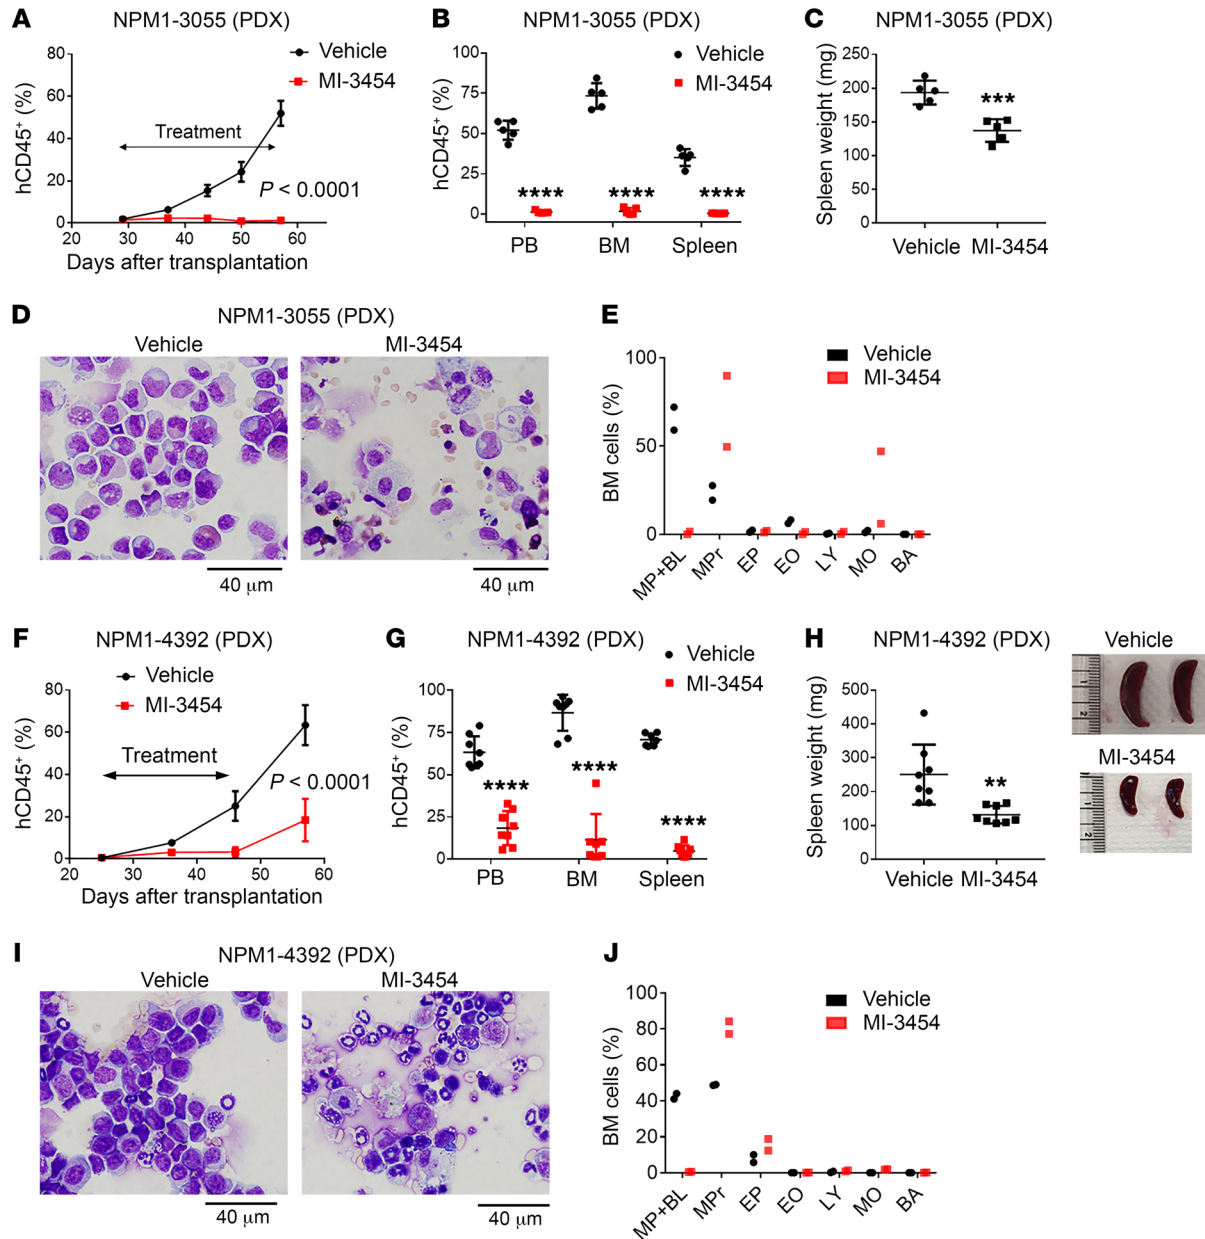 A
NPM1-3055 (PDX)
Vehicle
MI-3454
hCD45+ (%)
80
60
40
20
0
Treatment
P < 0.0001
20 30 40 50 60
Days after transplantation
B
NPM1-3055 (PDX)
Vehicle
MI-3454
hCD45+ (%)
100
75
50
25
0
**** **** ****
PB BM Spleen
C
NPM1-3055 (PDX)
Spleen weight (mg)
250
200
150
100
50
0
***
Vehicle MI-3454
D
NPM1-3055 (PDX)
Vehicle MI-3454
40 μm 40 μm
E
Vehicle
MI-3454
BM cells (%)
100
50
0
MP+BL MPr EP EO LY MO BA
F
NPM1-4392 (PDX)
Vehicle
MI-3454
hCD45+ (%)
80
60
40
20
0
Treatment
P < 0.0001
20 30 40 50 60
Days after transplantation
G
NPM1-4392 (PDX)
Vehicle
MI-3454
hCD45+ (%)
100
75
50
25
0
**** **** ****
PB BM Spleen
H
NPM1-4392 (PDX)
Spleen weight (mg)
500
400
300
200
100
0
**
Vehicle MI-3454
Vehicle
1
2
MI-3454
1
2
I
NPM1-4392 (PDX)
Vehicle MI-3454
40 μm 40 μm
J
Vehicle
MI-3454
BM cells (%)
100
80
60
40
20
0
MP+BL MPr EP EO LY MO BA